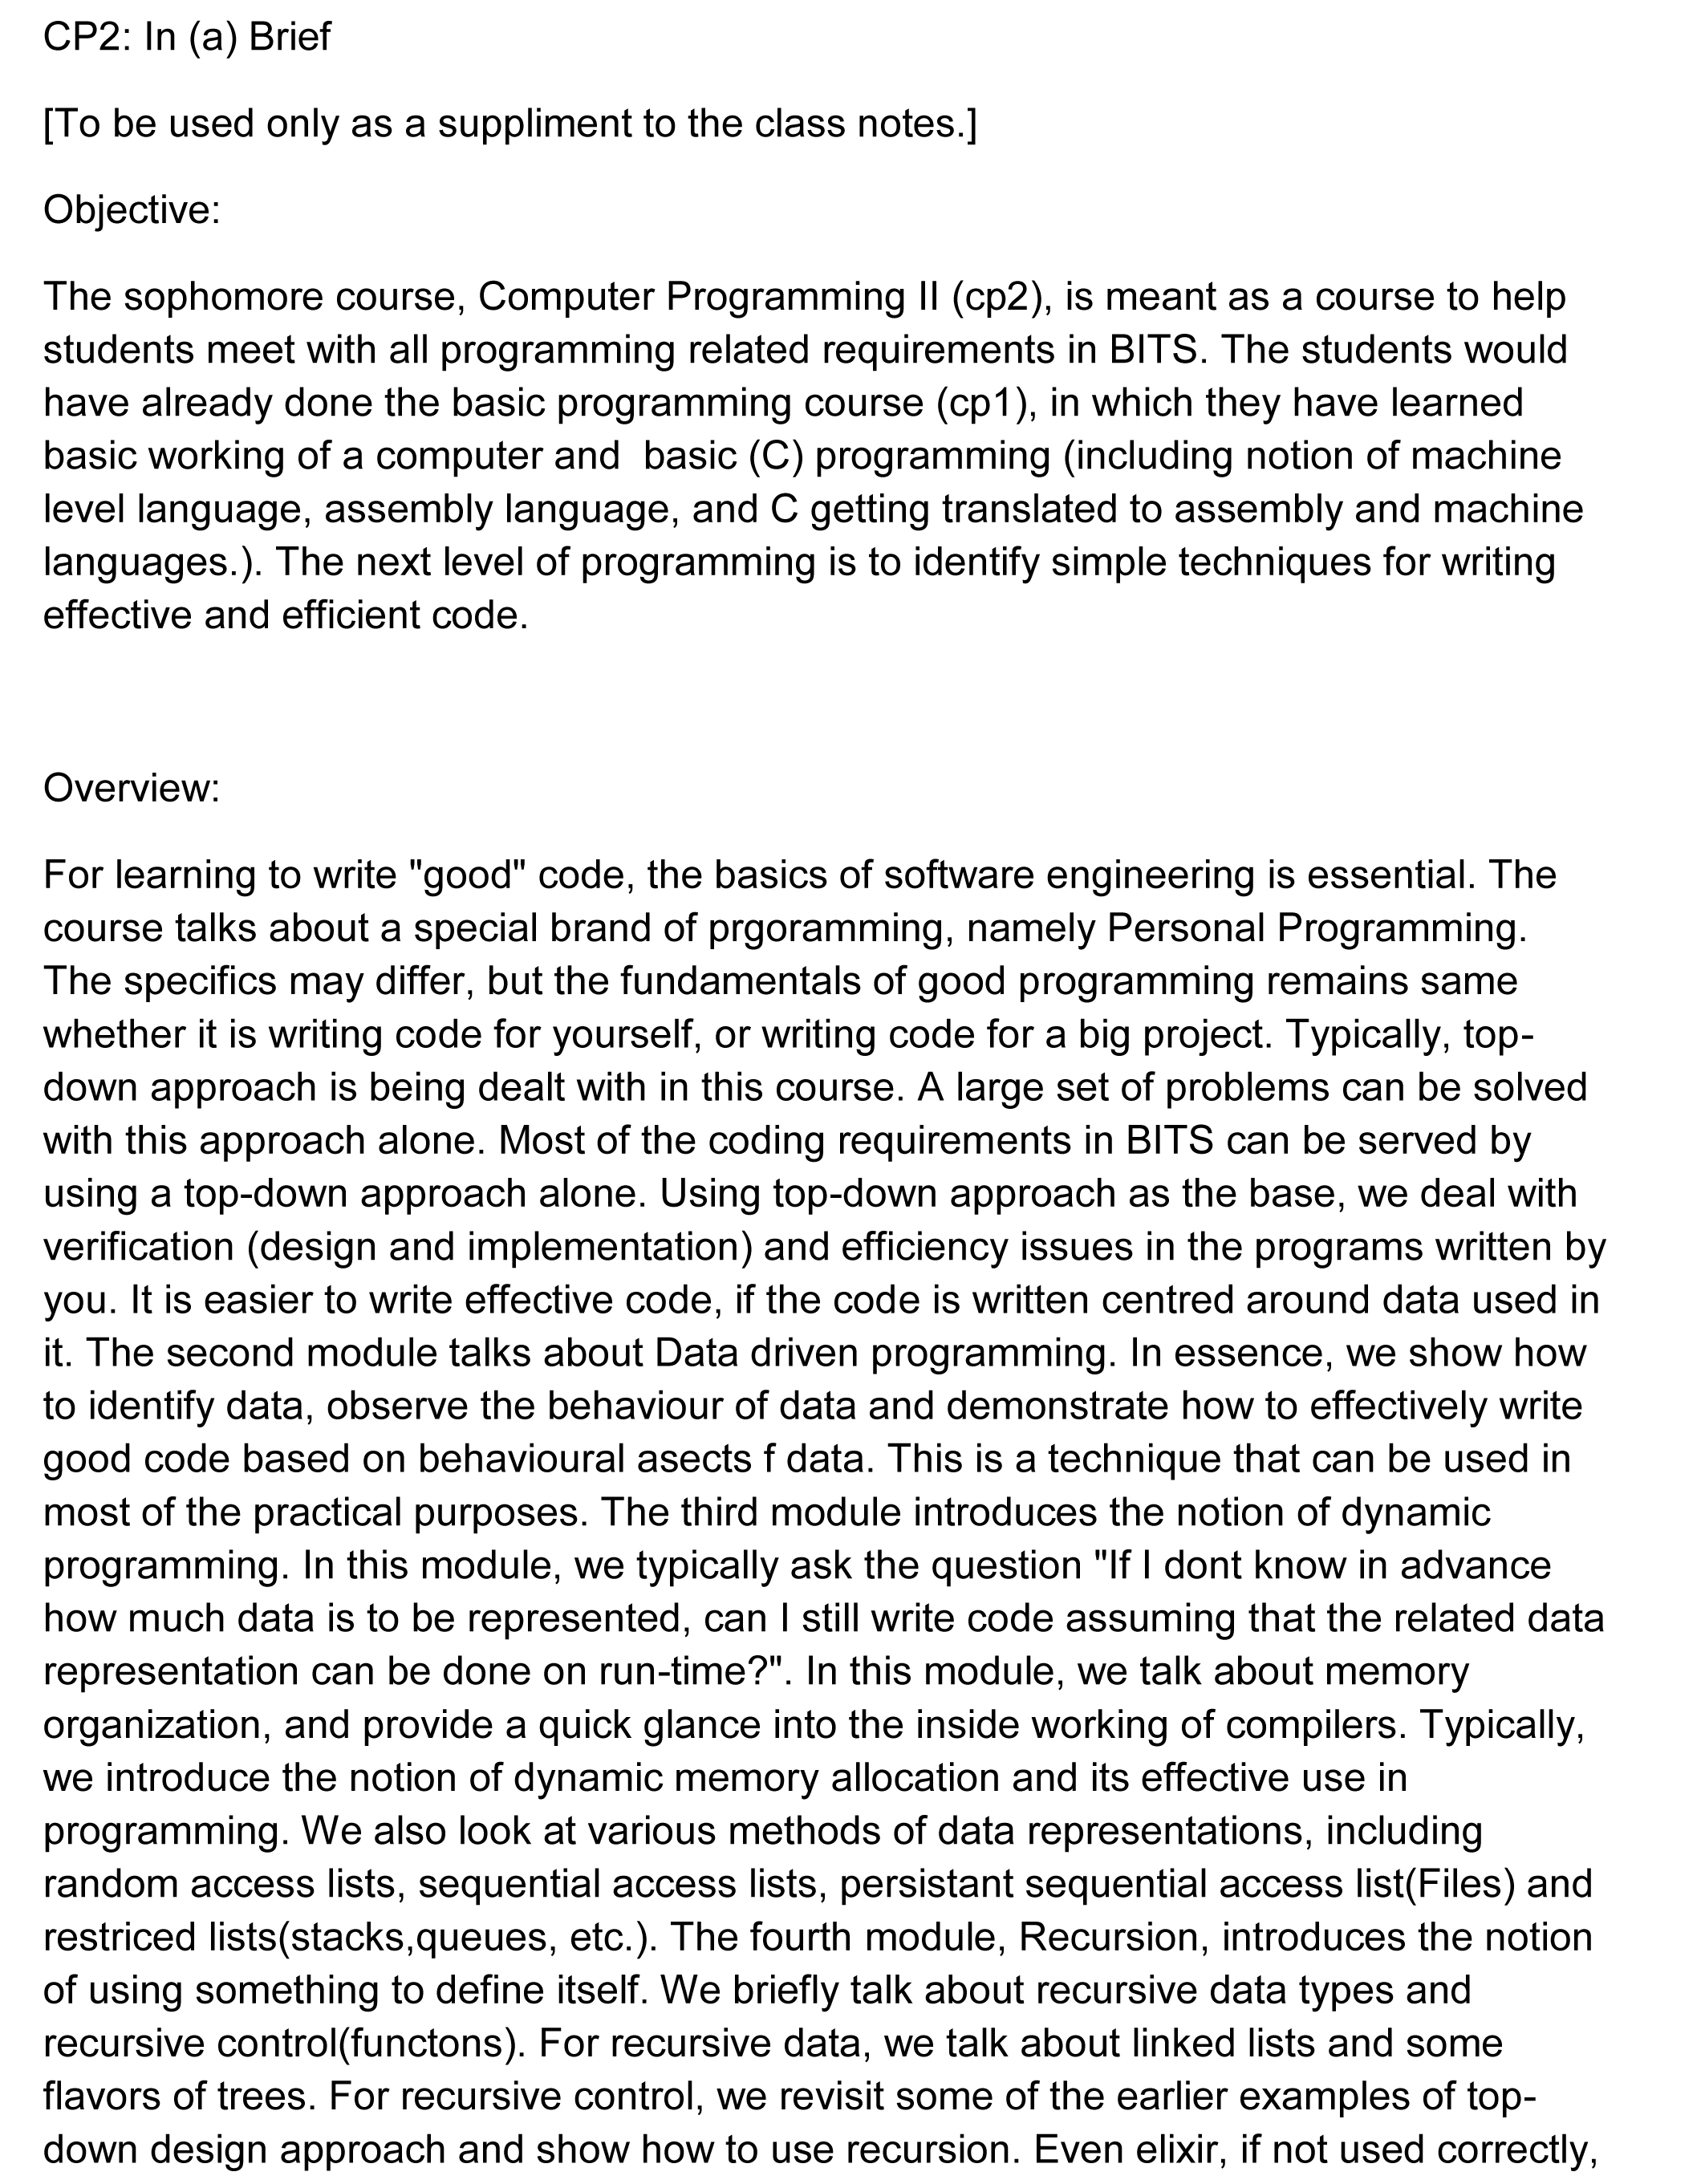 CP2: In (a) Brief
[To be used only as a suppliment to the class notes.]
Objective:
The sophomore course, Computer Programming II (cp2), is meant as a course to help
students meet with all programming related requirements in BITS. The students would
have already done the basic programming course (cp1), in which they have learned
basic working of a computer and  basic (C) programming (including notion of machine
level language, assembly language, and C getting translated to assembly and machine
languages.). The next level of programming is to identify simple techniques for writing
effective and efficient code.
Overview:
For learning to write "good" code, the basics of software engineering is essential. The
course talks about a special brand of prgoramming, namely Personal Programming.
The specifics may differ, but the fundamentals of good programming remains same
whether it is writing code for yourself, or writing code for a big project. Typically, top-
down approach is being dealt with in this course. A large set of problems can be solved
with this approach alone. Most of the coding requirements in BITS can be served by
using a top-down approach alone. Using top-down approach as the base, we deal with
verification (design and implementation) and efficiency issues in the programs written by
you. It is easier to write effective code, if the code is written centred around data used in
it. The second module talks about Data driven programming. In essence, we show how
to identify data, observe the behaviour of data and demonstrate how to effectively write
good code based on behavioural asects f data. This is a technique that can be used in
most of the practical purposes. The third module introduces the notion of dynamic
programming. In this module, we typically ask the question "If I dont know in advance
how much data is to be represented, can I still write code assuming that the related data
representation can be done on run-time?". In this module, we talk about memory
organization, and provide a quick glance into the inside working of compilers. Typically,
we introduce the notion of dynamic memory allocation and its effective use in
programming. We also look at various methods of data representations, including
random access lists, sequential access lists, persistant sequential access list(Files) and
restriced lists(stacks,queues, etc.). The fourth module, Recursion, introduces the notion
of using something to define itself. We briefly talk about recursive data types and
recursive control(functons). For recursive data, we talk about linked lists and some
flavors of trees. For recursive control, we revisit some of the earlier examples of top-
down design approach and show how to use recursion. Even elixir, if not used correctly,